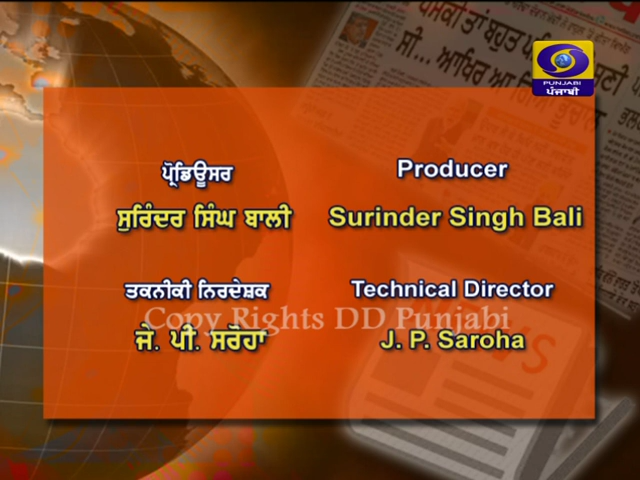 PUNJABI
ਪੰਜਾਬੀ
ਪ੍ਰੋਡਿਊਸਰ
Producer
ਸੁਰਿੰਦਰ ਸਿੰਘ ਬਾਲੀ
Surinder Singh Bali
ਤਕਨੀਕੀ ਨਿਰਦੇਸ਼ਕ
Technical Director
Copy Rights DD Punjabi
ਜੇ. ਪੀ. ਸਰੋਹਾ
J. P. Saroha